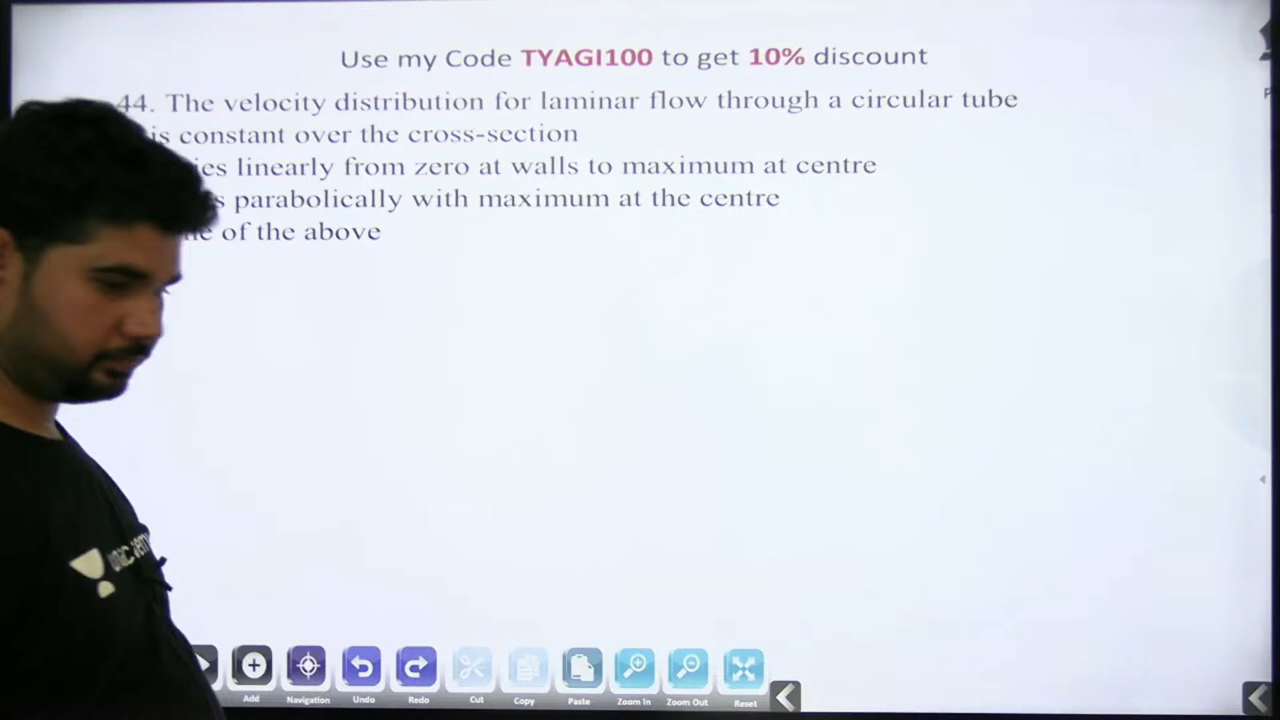 Use my Code TYAGI100 to get 10% discount
44. The velocity distribution for laminar flow through a circular tube
is constant over the cross-section
linearly from zero at walls to maximum at centre
parabolically with maximum at the centre
of the above
Add Navigation Undo Redo Cut Copy Paste Zoom In Zoom Out Reset